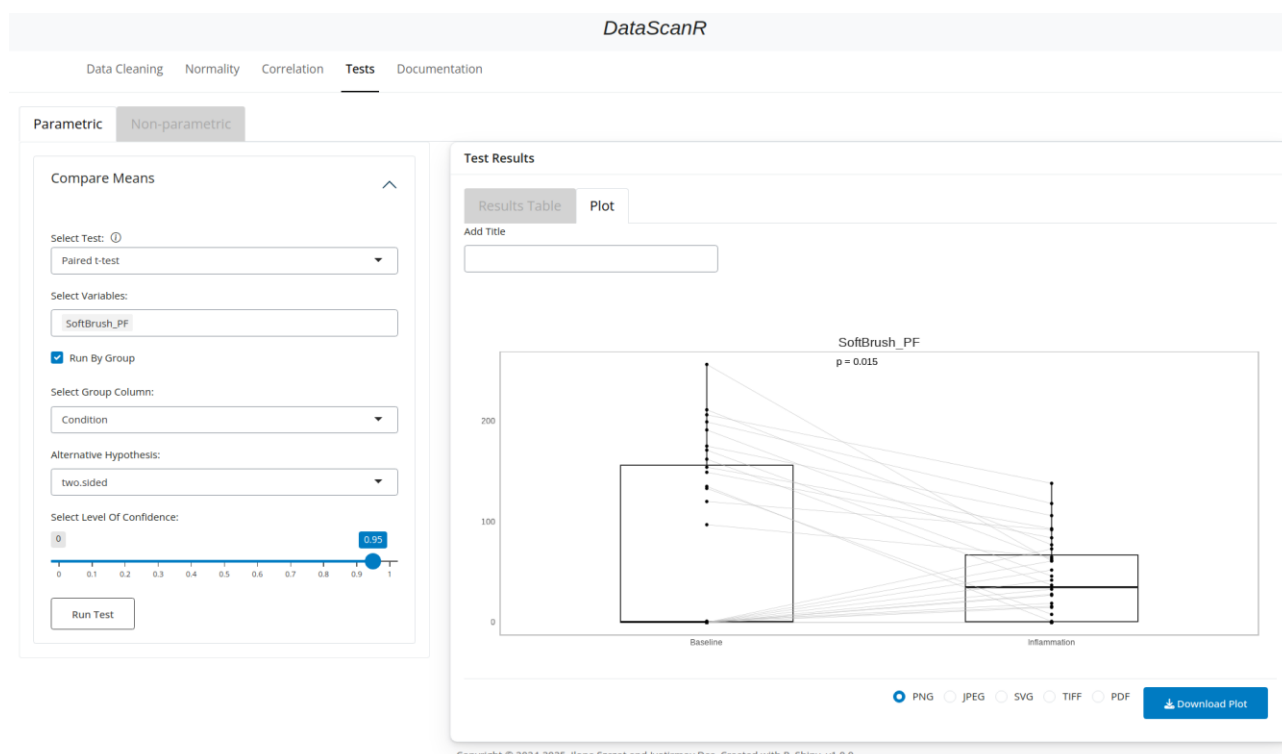 DataScanR
Data Cleaning Normality Correlation Tests Documentation
Parametric Non-parametric
Compare Means
Select Test:
Paired t-test
Select Variables:
SoftBrush_PF
Run By Group
Select Group Column:
Condition
Alternative Hypothesis:
two.sided
Select Level Of Confidence:
0 0.95
0 0.1 0.2 0.3 0.4 0.5 0.6 0.7 0.8 0.9 1
Run Test
Test Results
Results Table Plot
Add Title
SoftBrush_PF
p = 0.015
200
100
0
Baseline Inflammation
PNG JPEG SVG TIFF PDF Download Plot